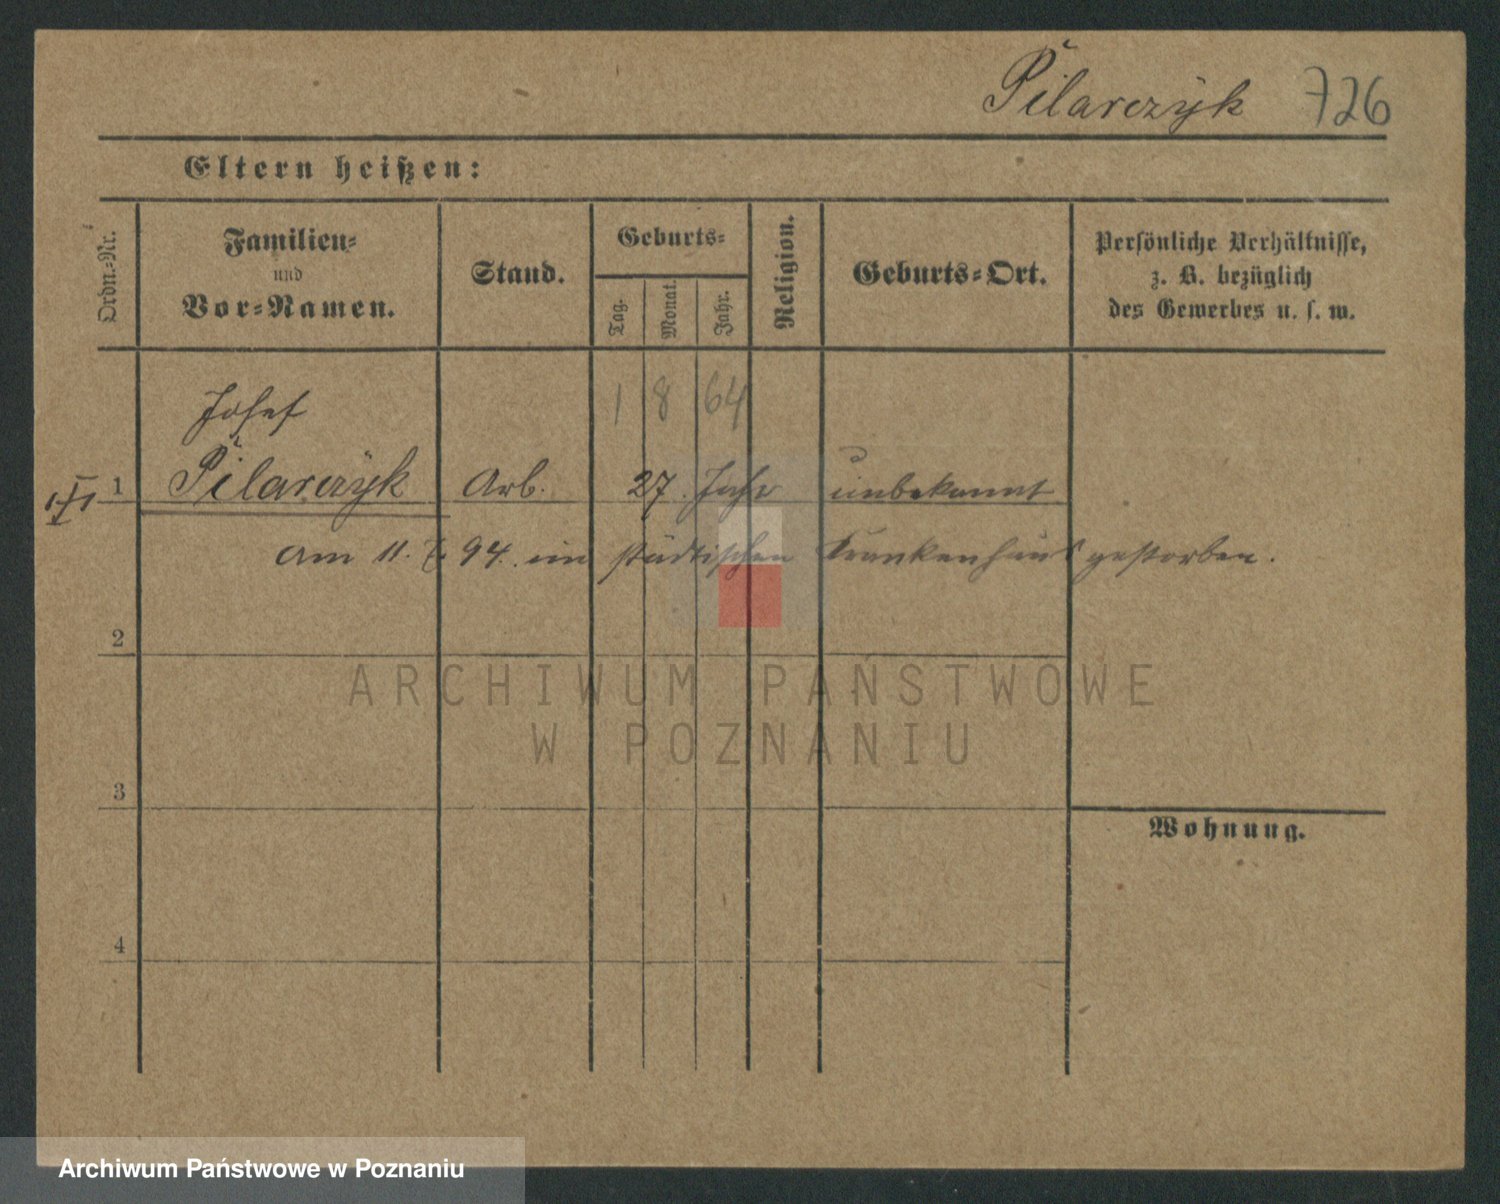 Pilarczyk 726
Eltern heißen:
Ordn.-Nr.
Familien-
und
Vor-Namen.
Stand.
Geburts-
Tag.
Monat.
Jahr.
Religion.
Geburts-Ort.
Persönliche Verhältnisse,
z. B. bezüglich
des Gewerbes u. s. w.
Josef 1 8 64
1 Pilarczyk Arb. 27. Jahr unbekannt
am 11. 94. im städtischen Krankenhaus gestorben.
2
ARCHIWUM PAŃSTWOWE
W POZNANIU
3
Wohnung.
4
Archiwum Państwowe w Poznaniu